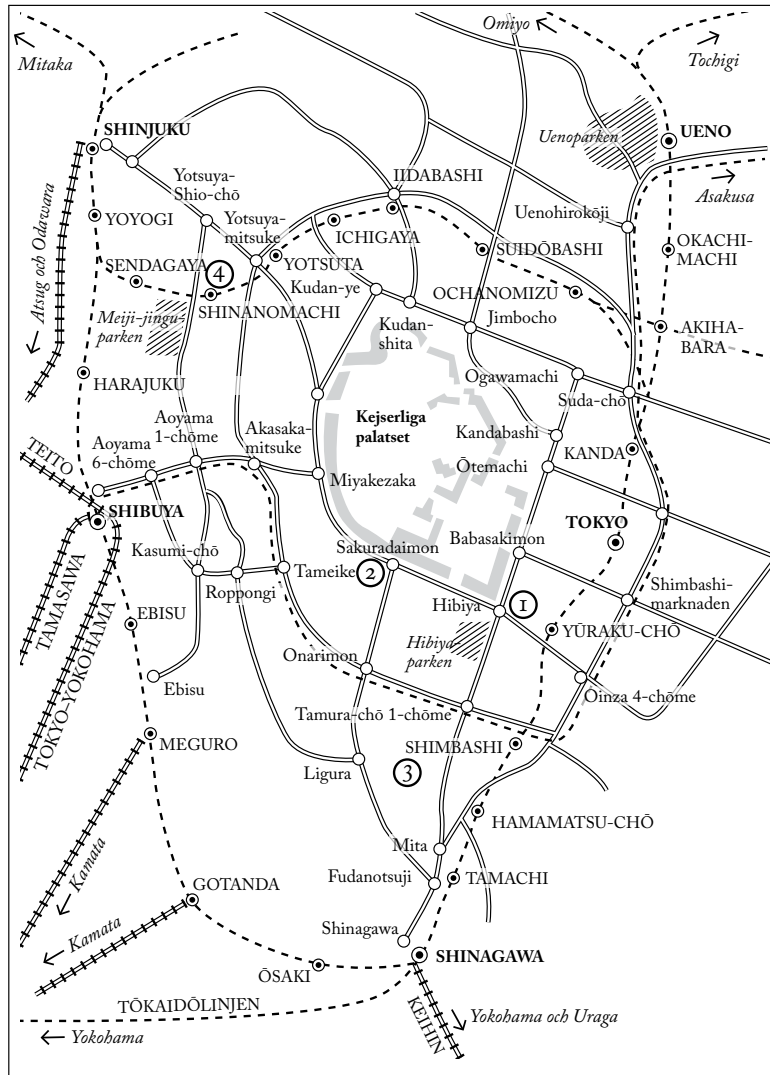 Omiyo
Mitaka
Tochigi
SHINJUKU
Uenoparken
UENO
Yotsuya-
Shio-chō
IIDABASHI
Asakusa
Atsug och Odawara
YOYOGI
Yotsuya-
mitsuke
Uenohirokōji
ICHIGAYA
SUIDŌBASHI
OKACHI-
MACHI
SENDAGAYA
4
YOTSUTA
Kudan-ye
OCHANOMIZU
SHINANOMACHI
Meiji-jingu-
parken
Kudan-
shita
Jimbocho
AKIHA-
BARA
HARAJUKU
Ogawamachi
Suda-chō
Kejserliga
palatset
Aoyama
1-chōme
Akasaka-
mitsuke
Kandabashi
Aoyama
6-chōme
TEITO
Ōtemachi
KANDA
Miyakezaka
SHIBUYA
TOKYO
Babasakimon
Sakuradaimon
Kasumi-chō
2
Tameike
Roppongi
Shimbashi-
marknaden
TAMASAWA
TOKYO–YOKOHAMA
Hibiya
1
EBISU
YŪRAKU-CHŌ
Hibiya-
parken
Onarimon
Ebisu
Ōinza 4-chōme
Tamura-chō 1-chōme
MEGURO
SHIMBASHI
Ligura
3
HAMAMATSU-CHŌ
Mita
Kamata
Fudanotsuji
TAMACHI
GOTANDA
Kamata
Shinagawa
SHINAGAWA
ŌSAKI
TŌKAIDŌLINJEN
KEIHIN
Yokohama och Uraga
Yokohama